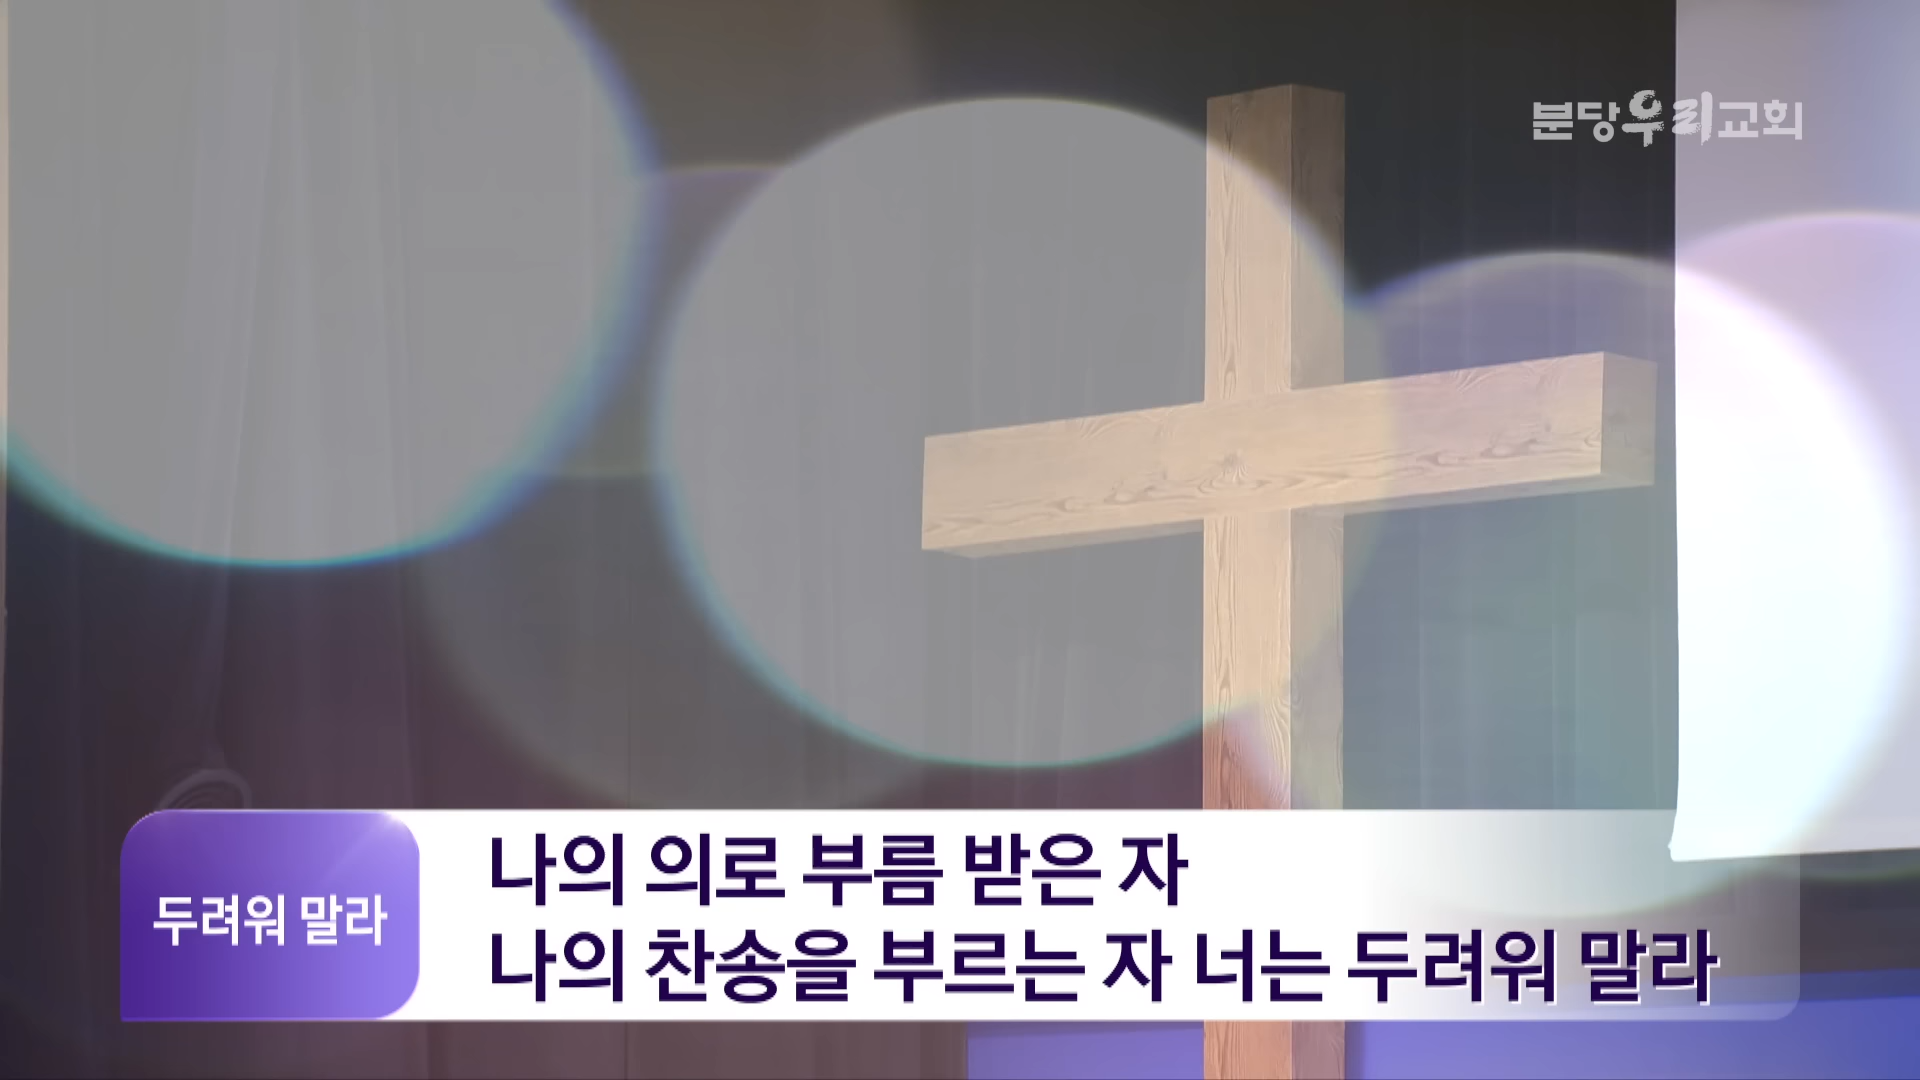 분당우리교회
두려워 말라
나의 의로 부름 받은 자
나의 찬송을 부르는 자 너는 두려워 말라